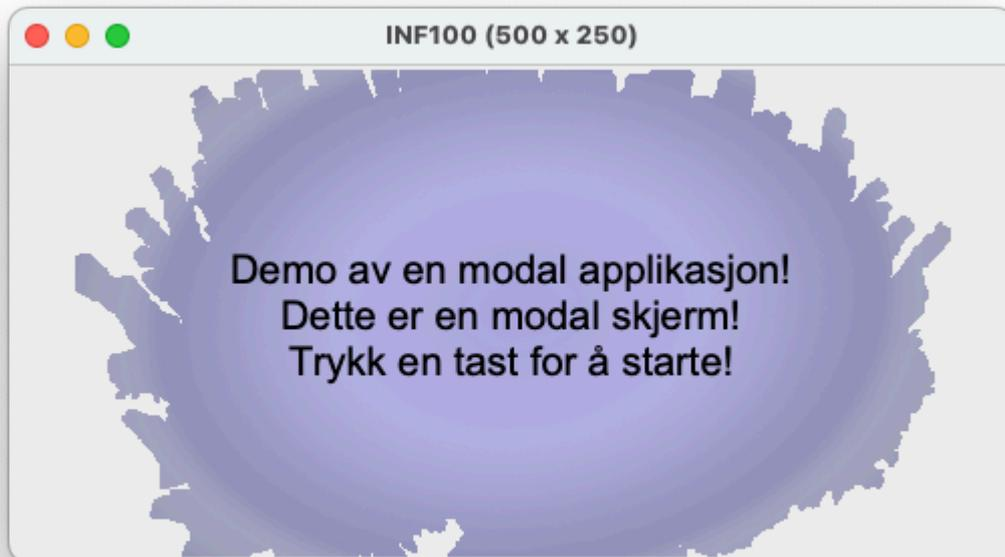 INF100 (500 x 250)
Demo av en modal applikasjon!
Dette er en modal skjerm!
Trykk en tast for å starte!